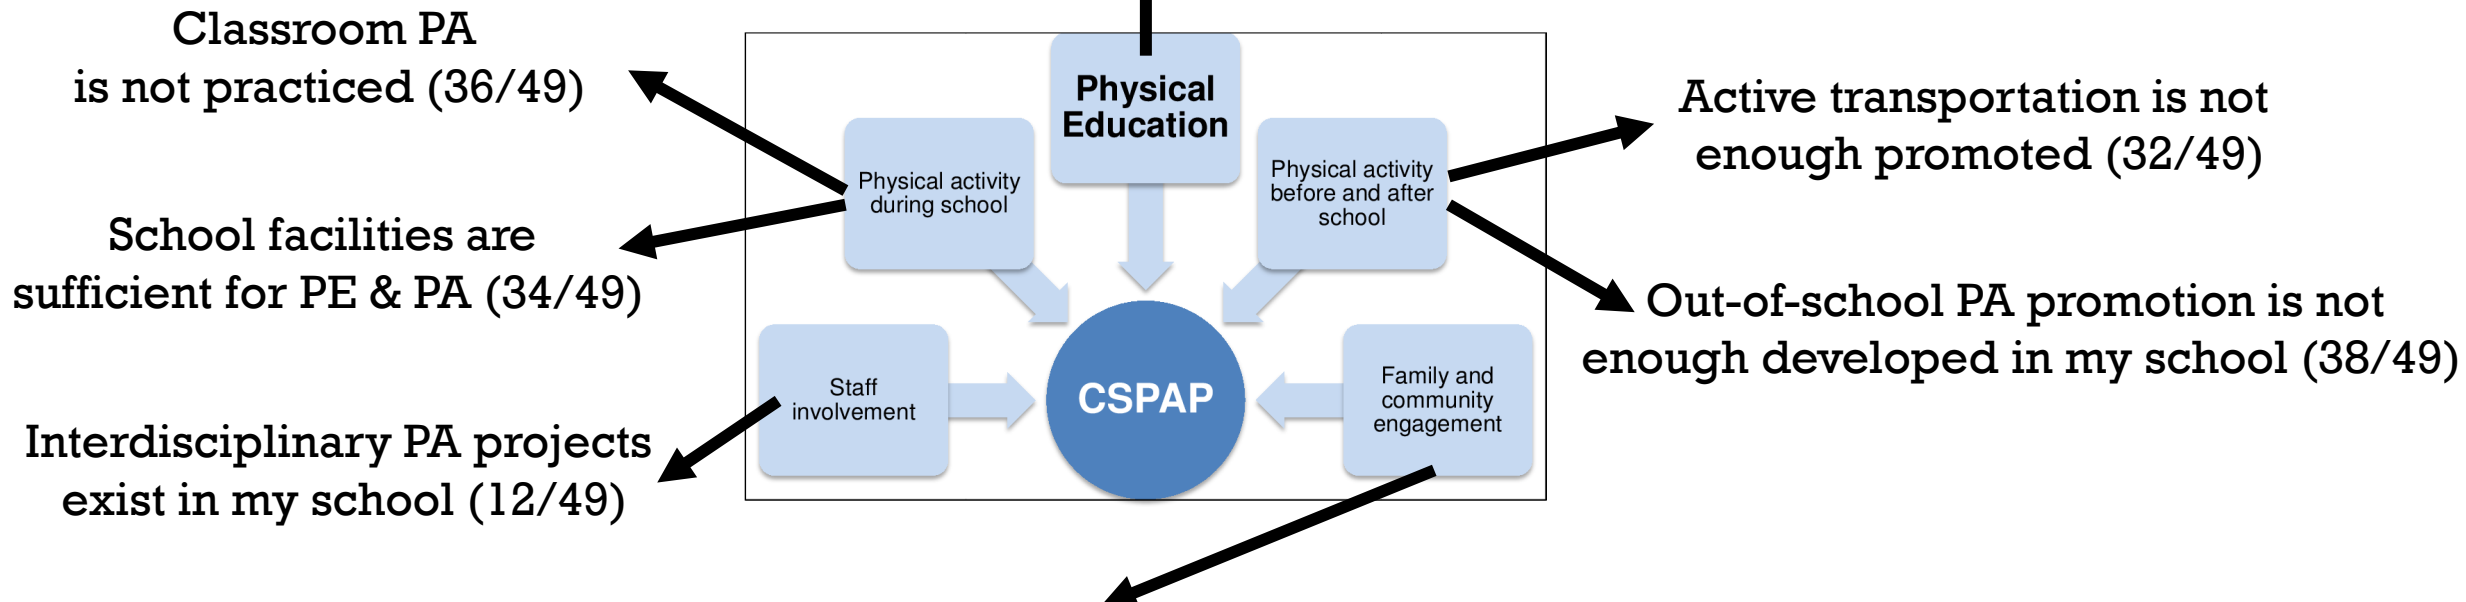 Classroom PA
is not practiced (36/49)
School facilities are
sufficient for PE & PA (34/49)
Interdisciplinary PA projects
exist in my school (12/49)
Physical
Education
Physical activity
during school
Physical activity
before and after
school
Staff
involvement
CSPAP
Family and
community
engagement
Active transportation is not
enough promoted (32/49)
Out-of-school PA promotion is not
enough developed in my school (38/49)